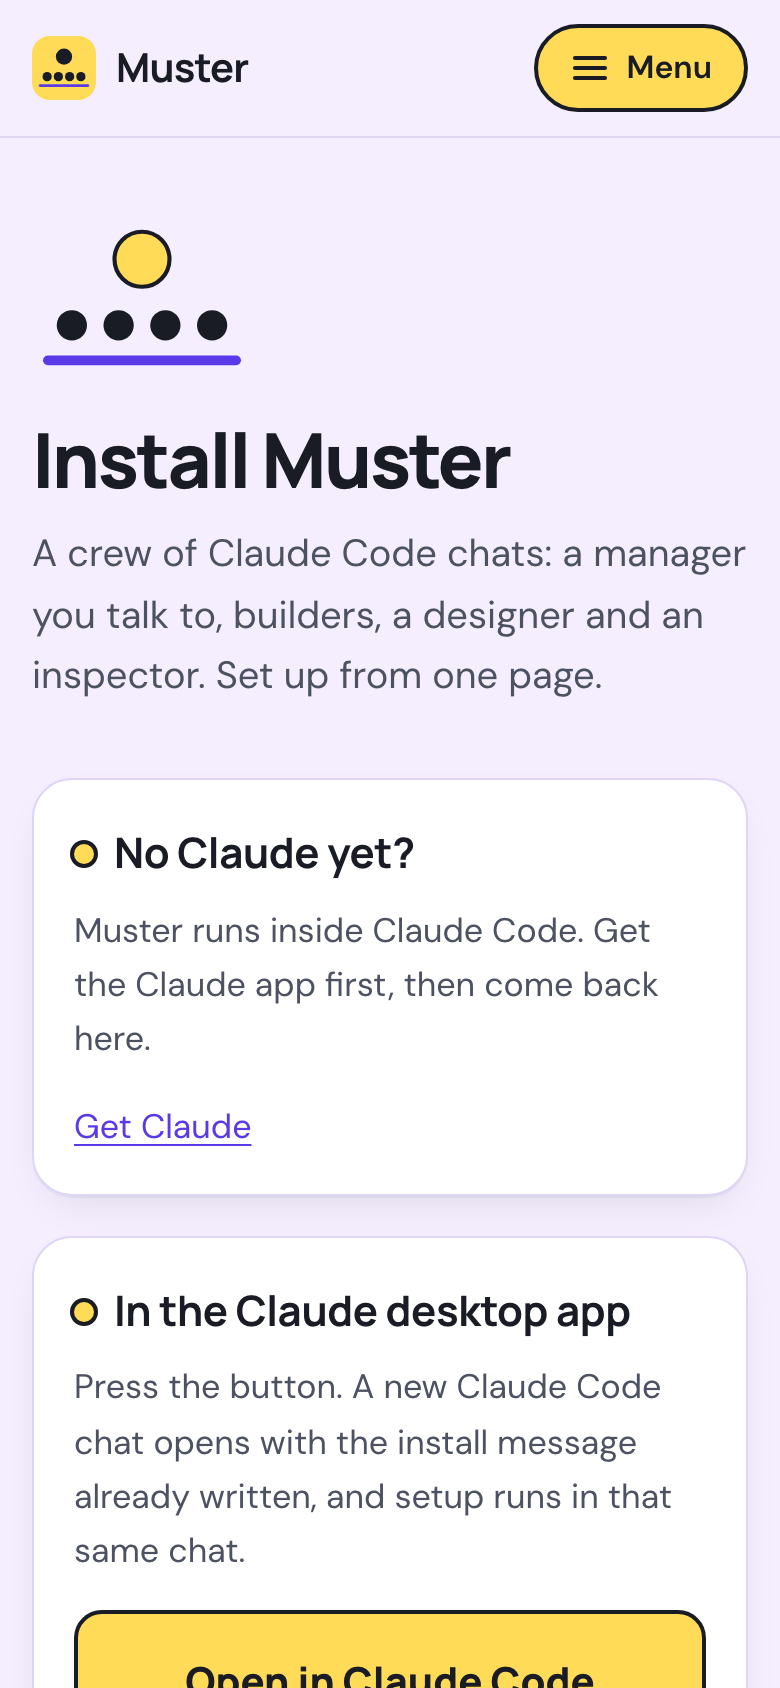 Muster
Menu
Install Muster
A crew of Claude Code chats: a manager
you talk to, builders, a designer and an
inspector. Set up from one page.
No Claude yet?
Muster runs inside Claude Code. Get
the Claude app first, then come back
here.
Get Claude
In the Claude desktop app
Press the button. A new Claude Code
chat opens with the install message
already written, and setup runs in that
same chat.
Open in Claude Code